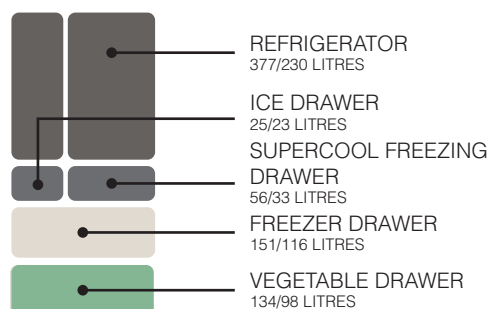 REFRIGERATOR
377/230 LITRES
ICE DRAWER
25/23 LITRES
SUPERCOOL FREEZING
DRAWER
56/33 LITRES
FREEZER DRAWER
151/116 LITRES
VEGETABLE DRAWER
134/98 LITRES